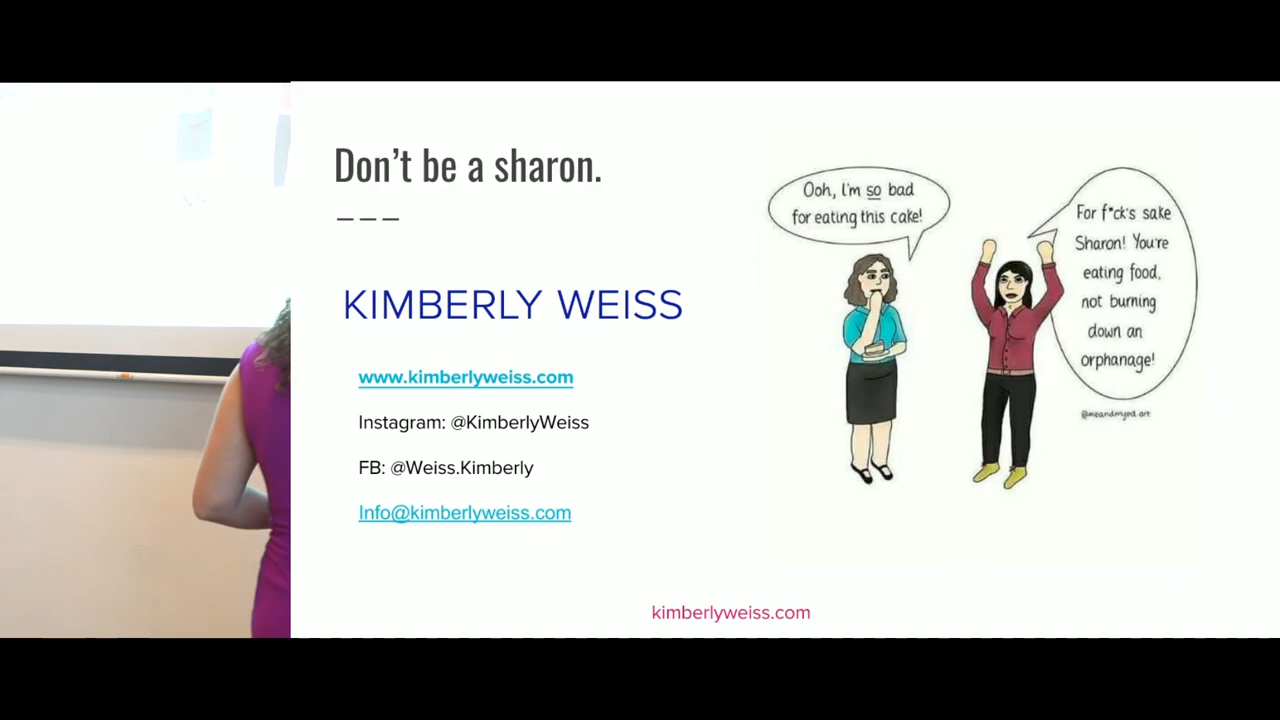 Don't be a sharon.
KIMBERLY WEISS
www.kimberlyweiss.com
Instagram: @KimberlyWeiss
FB: @Weiss.Kimberly
Info@kimberlyweiss.com
Ooh, I'm so bad
for eating this cake!
For f*ck's sake
Sharon! You're
eating food,
not burning
down an
orphanage!
@meandmyed.art
kimberlyweiss.com